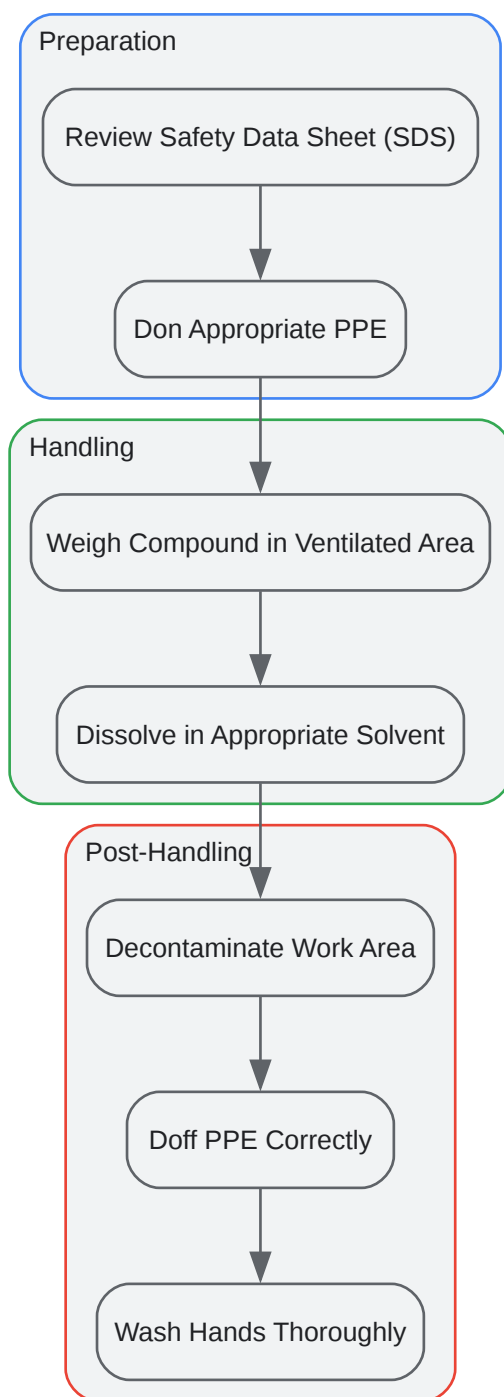 Preparation
Review Safety Data Sheet (SDS)
Don Appropriate PPE
Handling
Weigh Compound in Ventilated Area
Dissolve in Appropriate Solvent
Post-Handling
Decontaminate Work Area
Doff PPE Correctly
Wash Hands Thoroughly